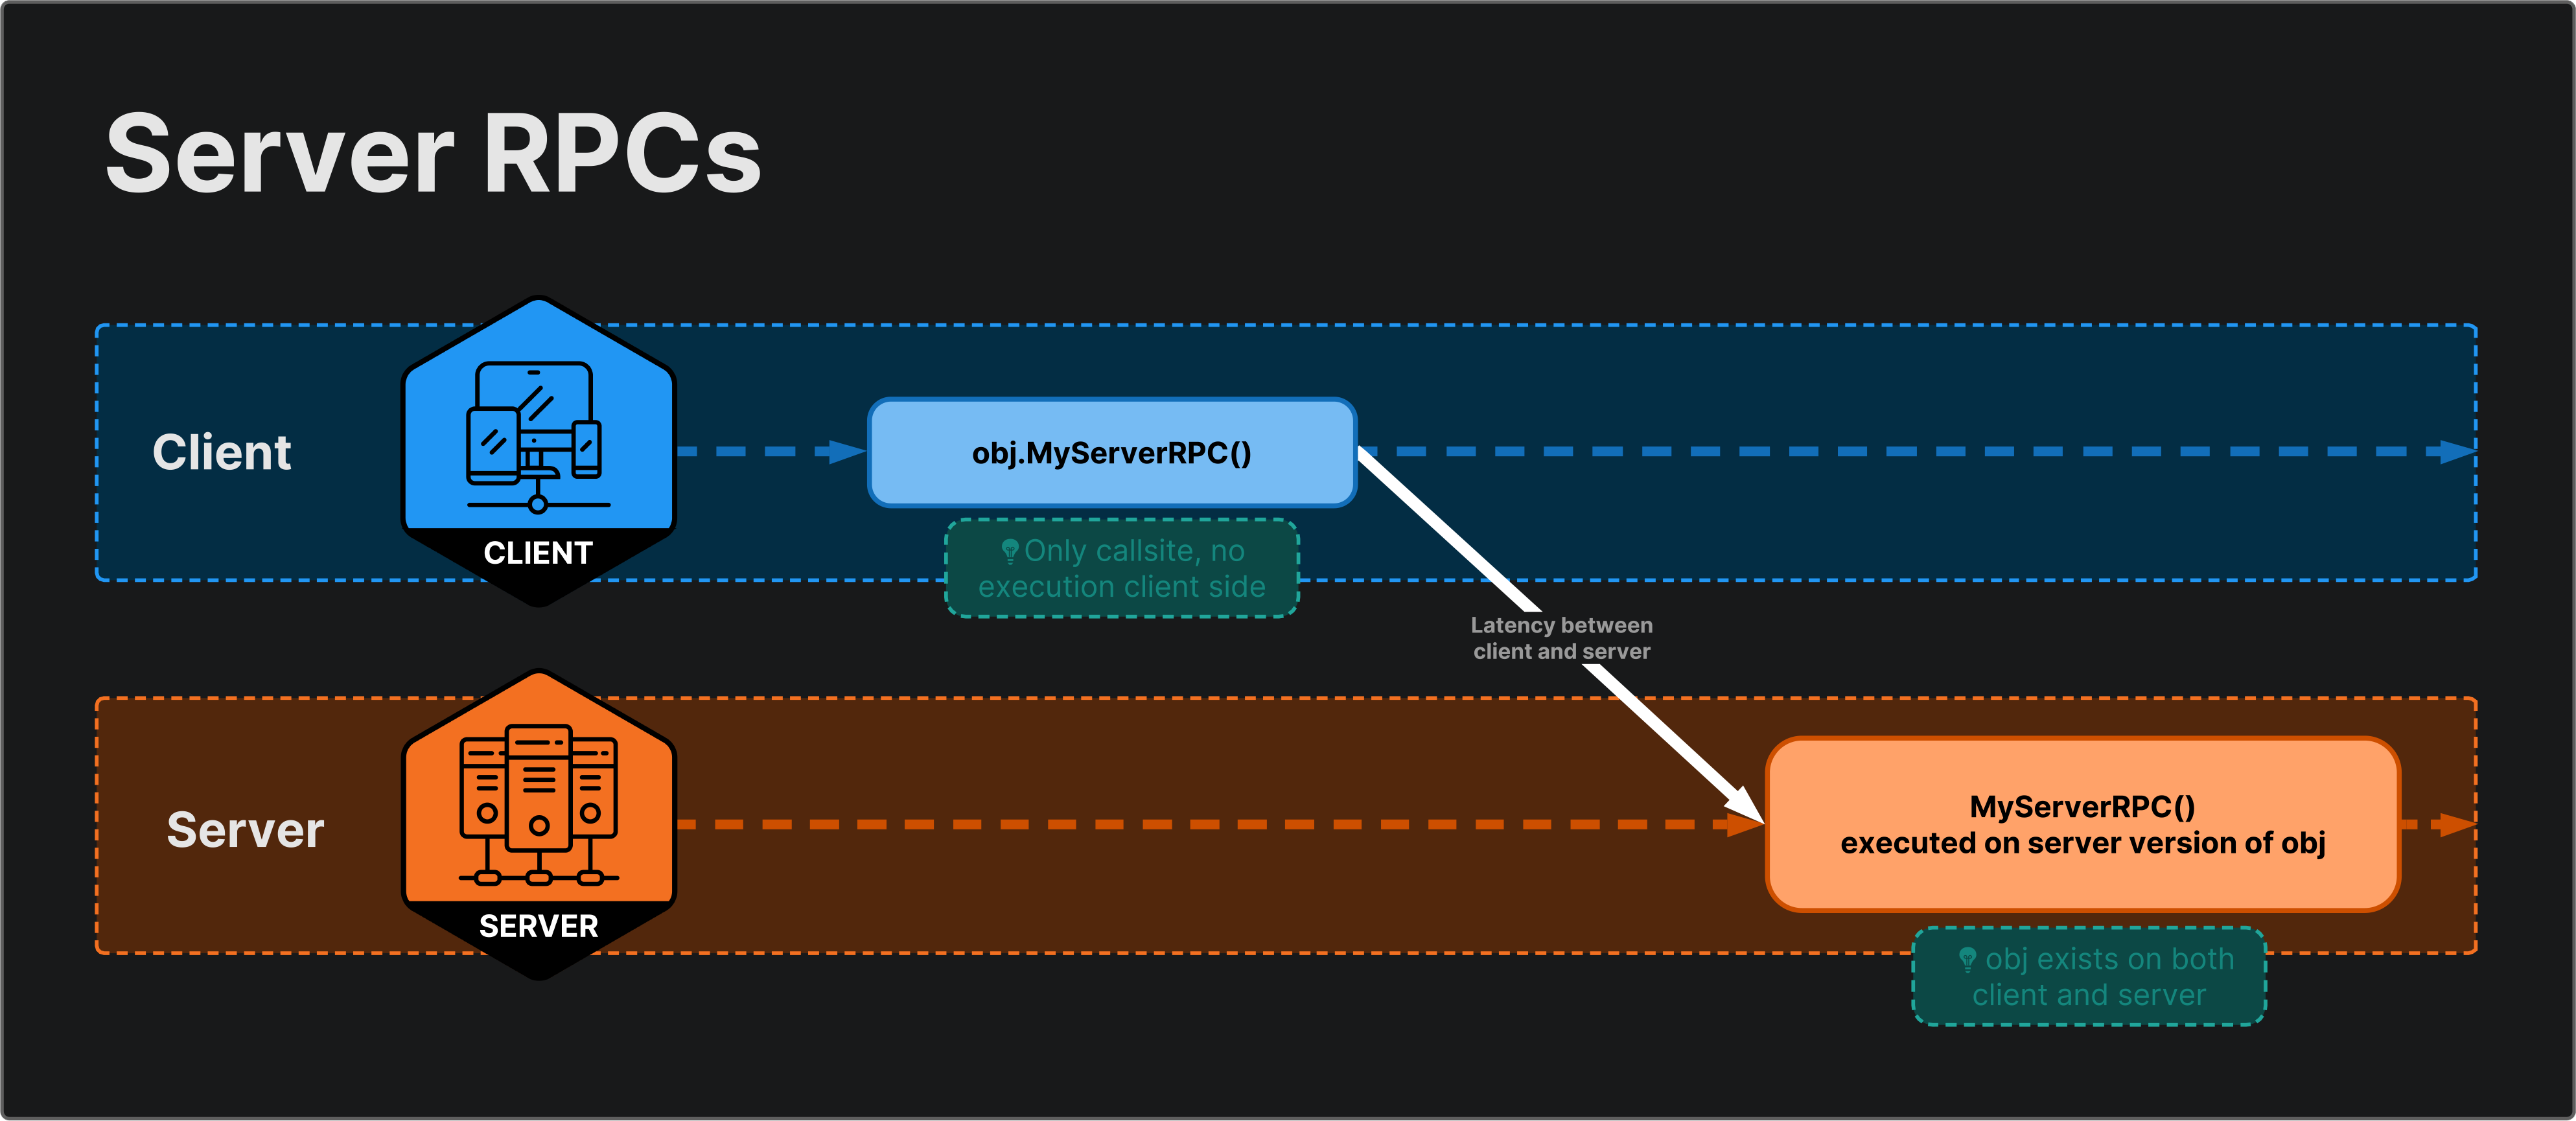 Server RPCs
Client
CLIENT
obj.MyServerRPC()
Only callsite, no
execution client side
Latency between
client and server
Server
SERVER
MyServerRPC()
executed on server version of obj
obj exists on both
client and server